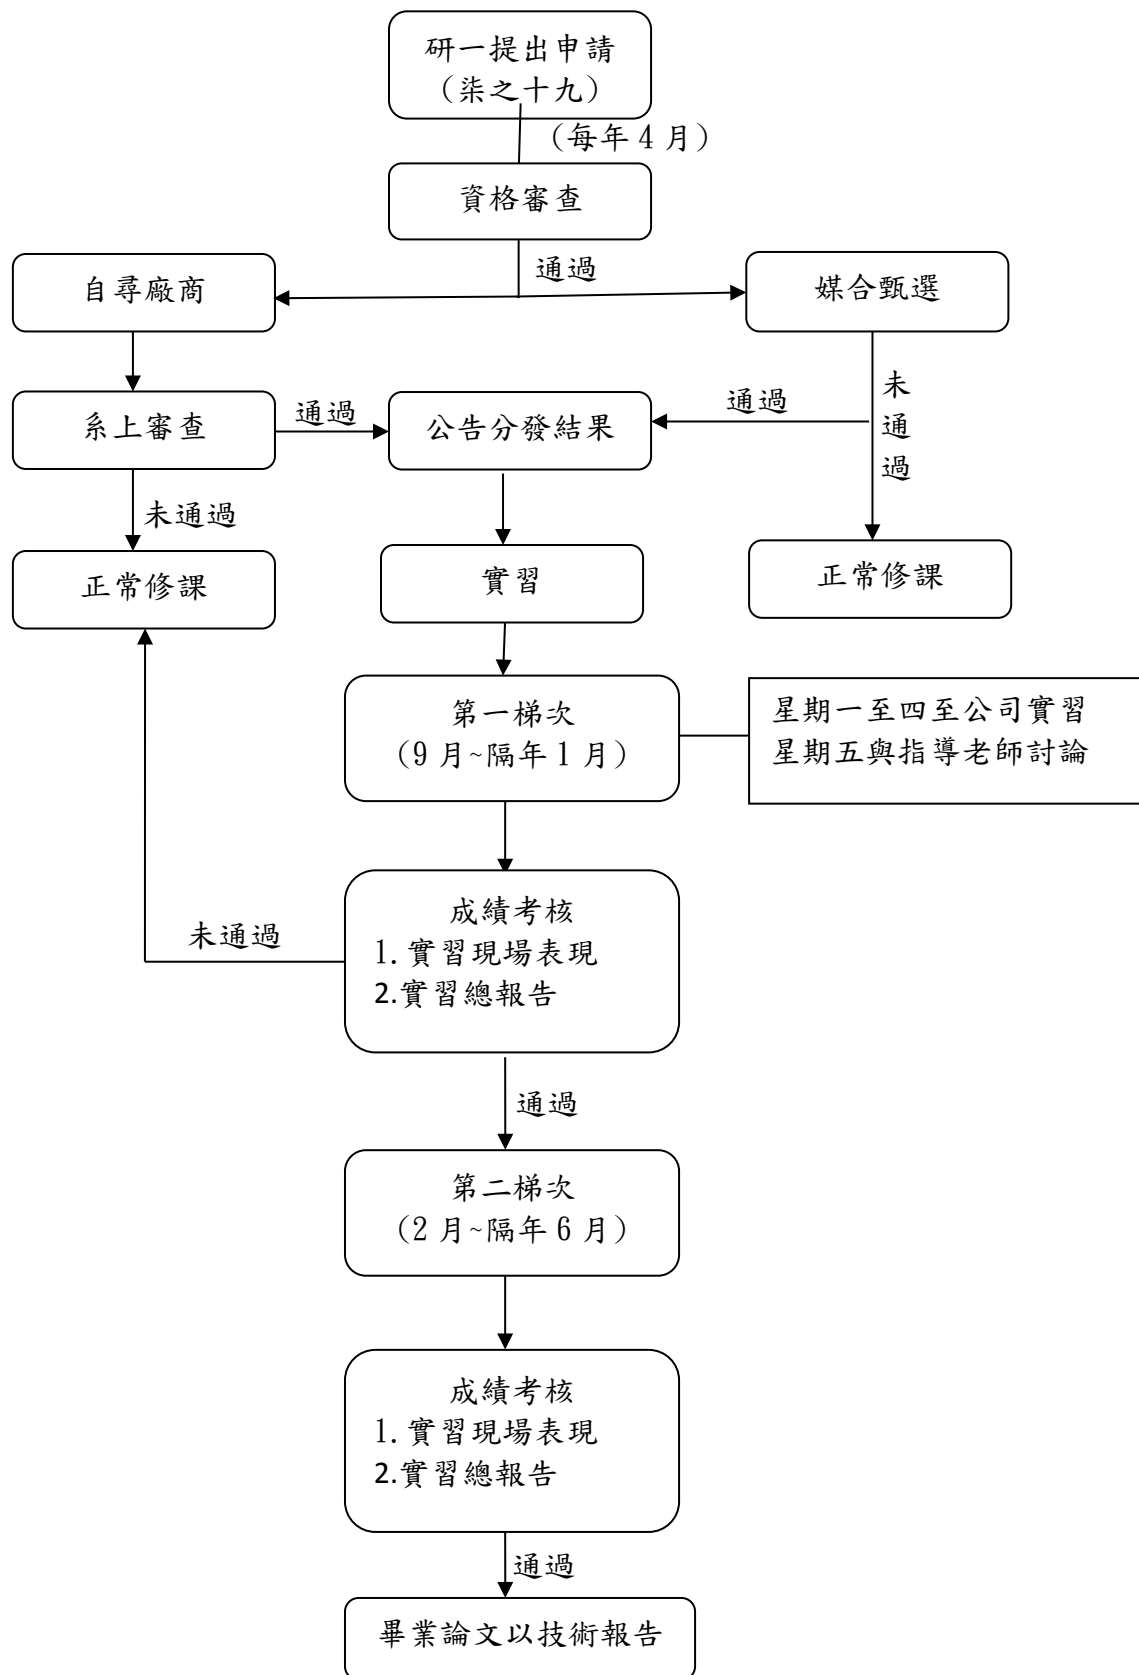 研一提出申請
(柒之十九)
(每年 4 月)
資格審查
通過
自尋廠商
媒合甄選
系上審查
通過
公告分發結果
通過
未
通
過
未通過
正常修課
實習
正常修課
第一梯次
(9 月~隔年 1 月)
星期一至四至公司實習
星期五與指導老師討論
成績考核
1. 實習現場表現
2.實習總報告
未通過
通過
第二梯次
(2 月~隔年 6 月)
成績考核
1. 實習現場表現
2.實習總報告
通過
畢業論文以技術報告